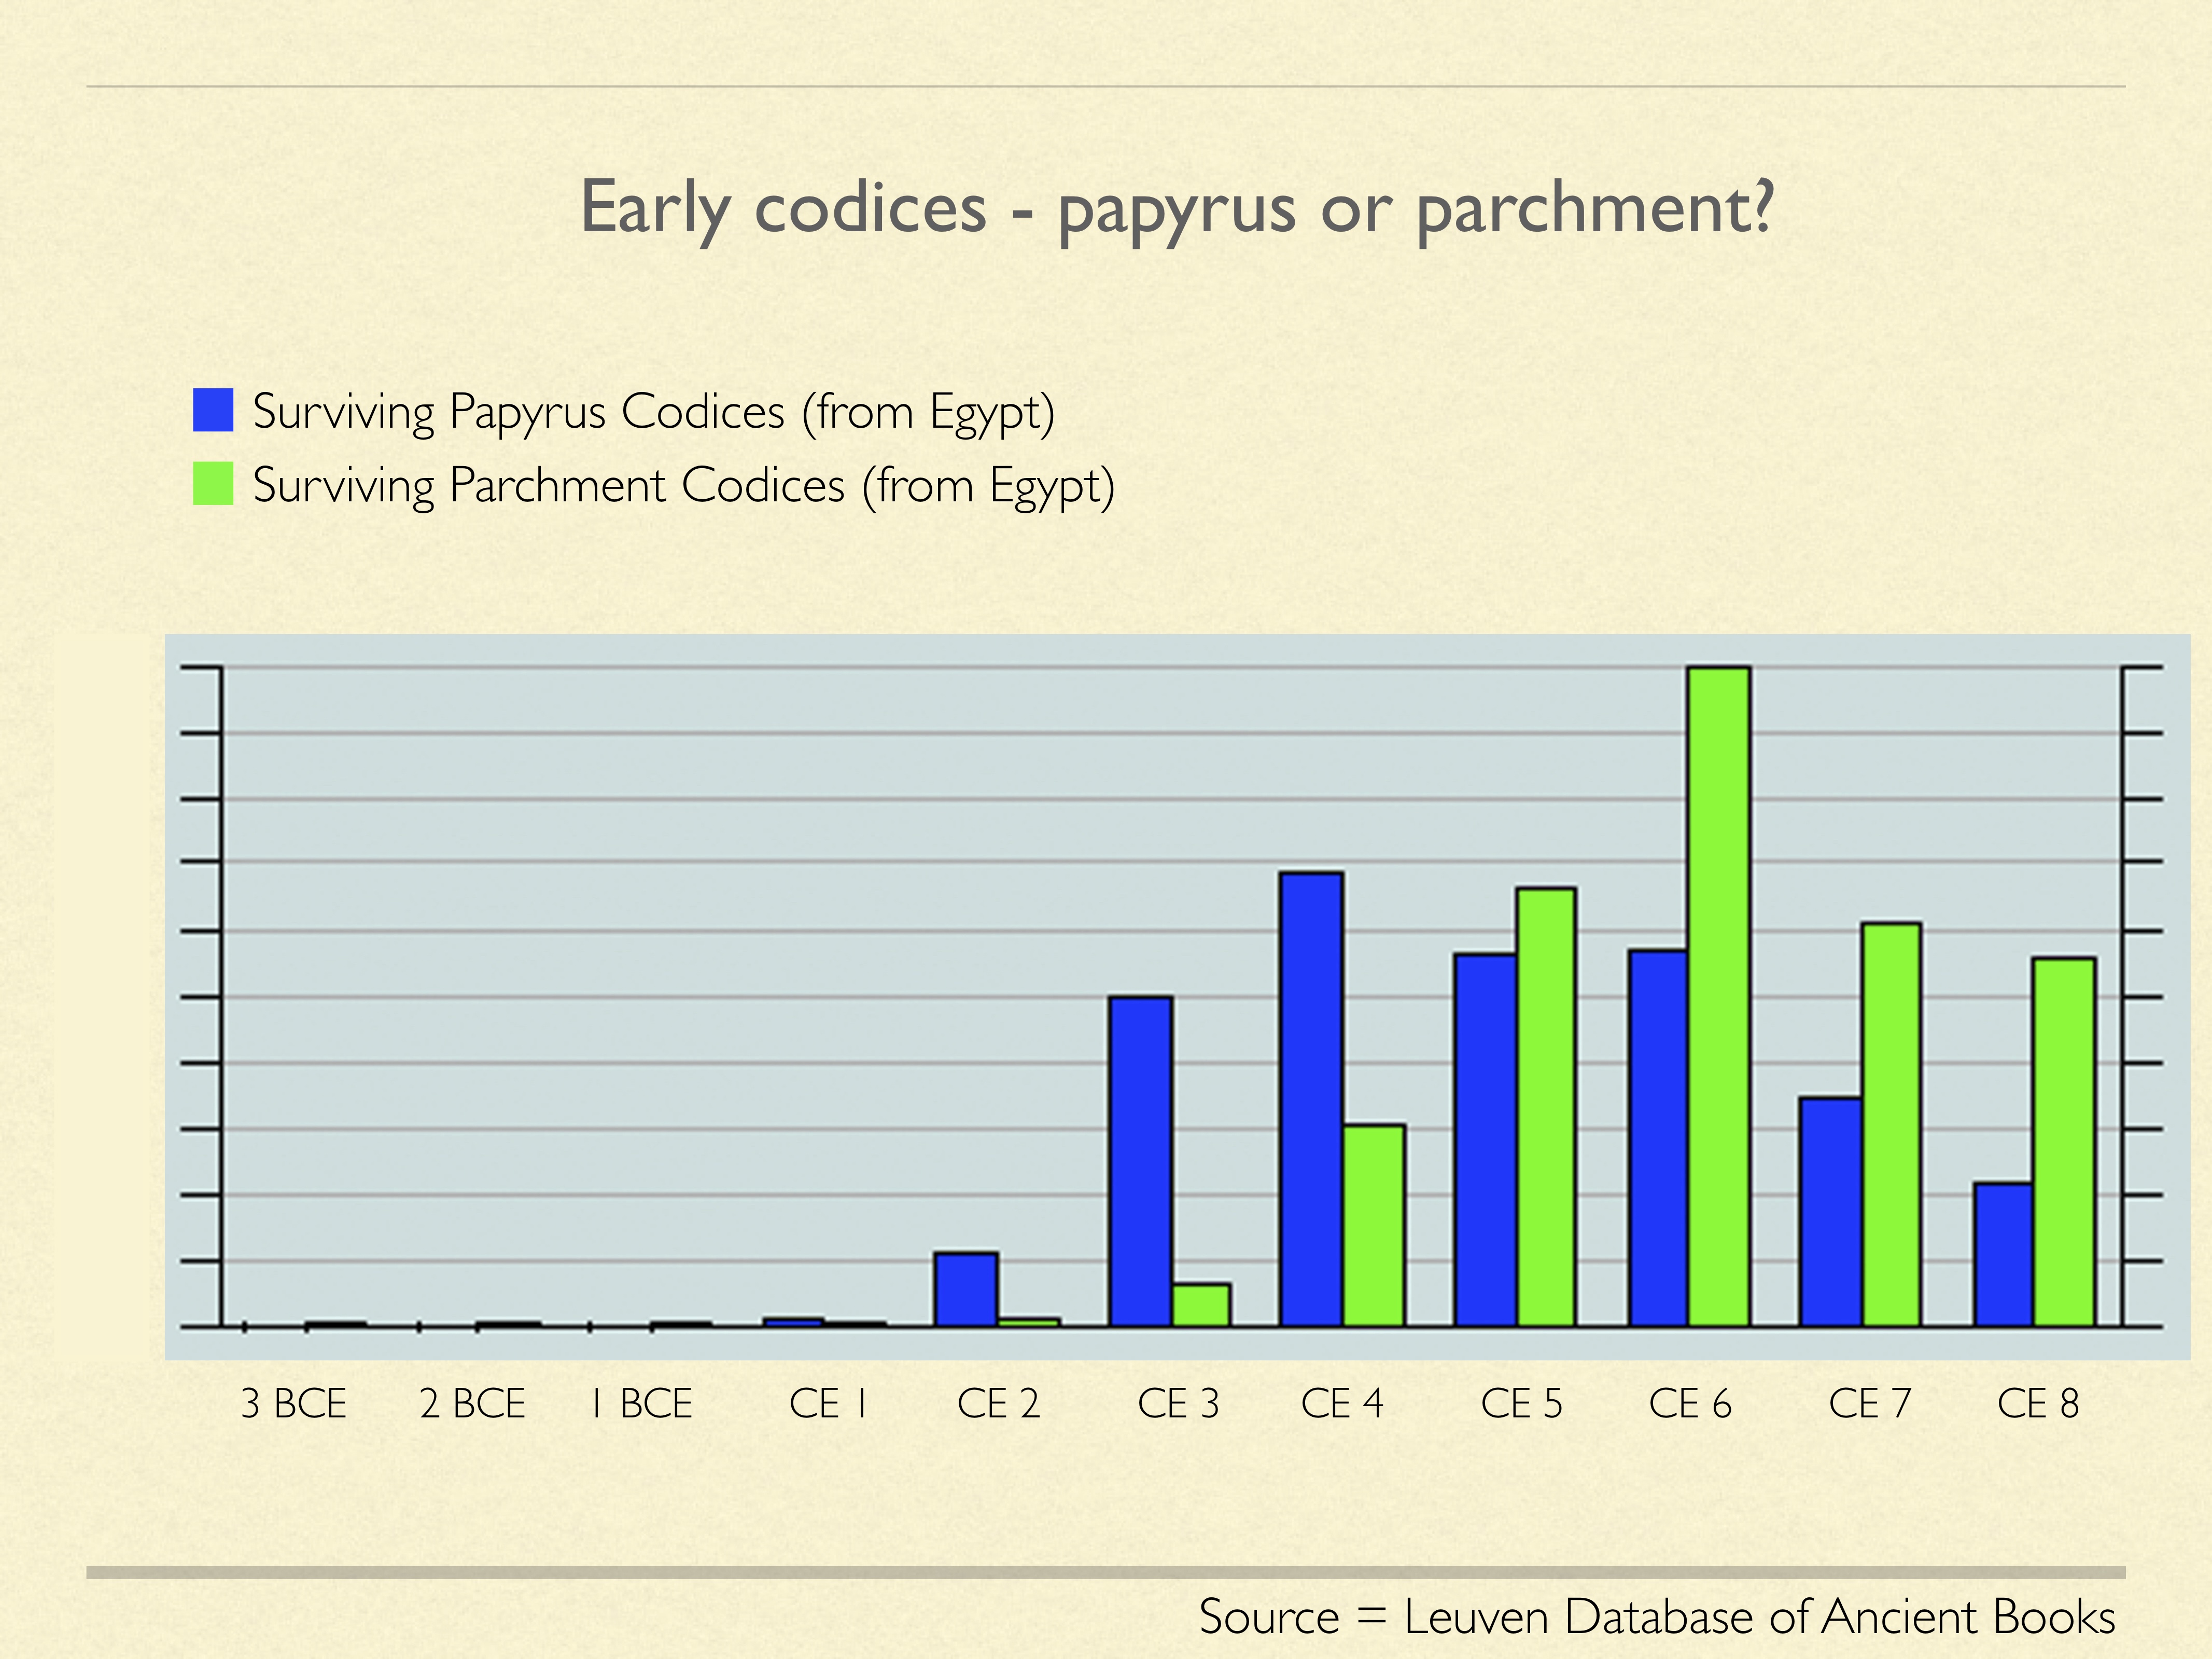 Early codices - papyrus or parchment?
Surviving Papyrus Codices (from Egypt)
Surviving Parchment Codices (from Egypt)
3 BCE 2 BCE 1 BCE CE 1 CE 2 CE 3 CE 4 CE 5 CE 6 CE 7 CE 8
Source = Leuven Database of Ancient Books